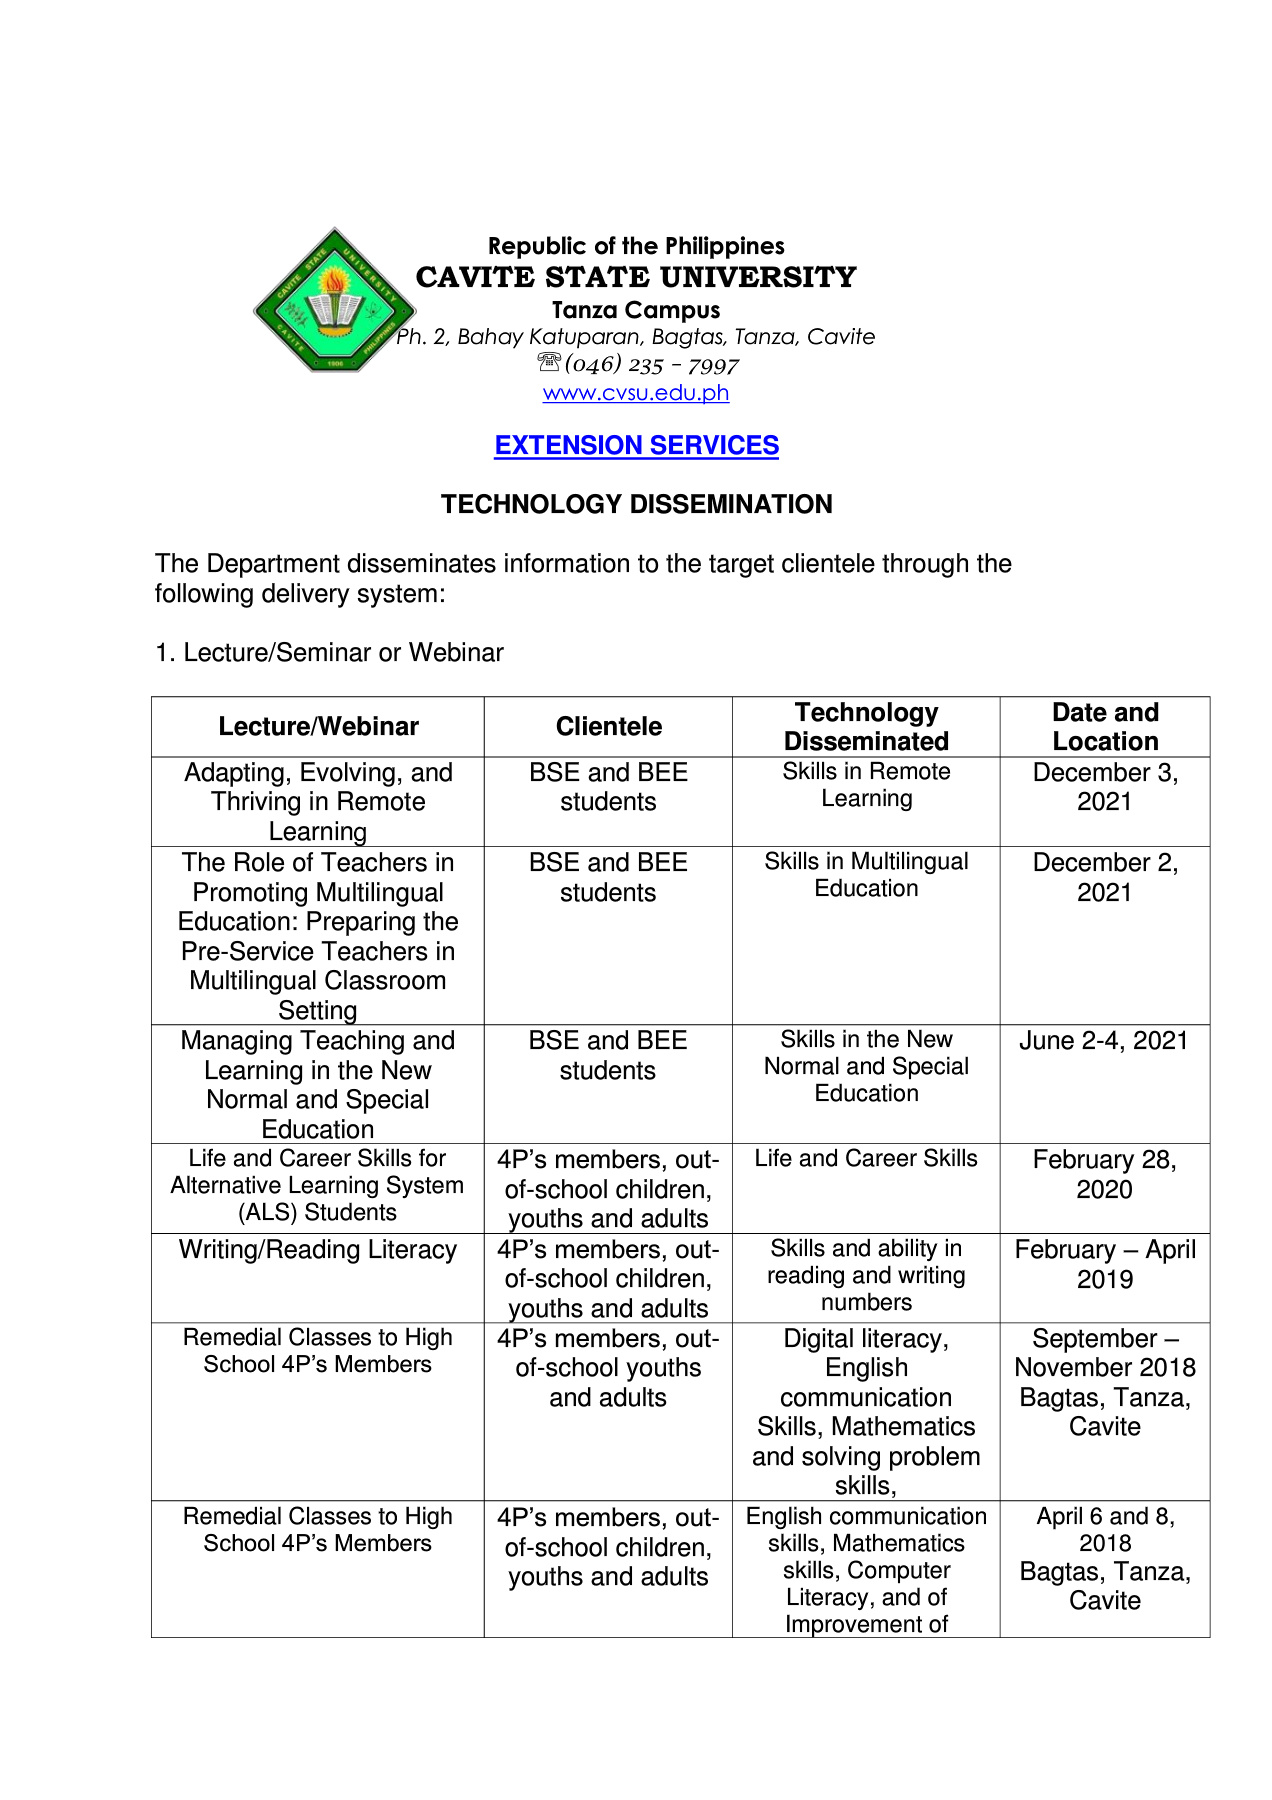 CAVITE STATE UNIVERSITY
CAVITE PHILIPPINES
1906
Republic of the Philippines
CAVITE STATE UNIVERSITY
Tanza Campus
Ph. 2, Bahay Katuparan, Bagtas, Tanza, Cavite
☏(046) 235 – 7997
www.cvsu.edu.ph
EXTENSION SERVICES
TECHNOLOGY DISSEMINATION
The Department disseminates information to the target clientele through the
following delivery system:
1. Lecture/Seminar or Webinar
Lecture/Webinar
Clientele
Technology
Disseminated
Date and
Location
Adapting, Evolving, and
Thriving in Remote
Learning
BSE and BEE
students
Skills in Remote
Learning
December 3,
2021
The Role of Teachers in
Promoting Multilingual
Education: Preparing the
Pre-Service Teachers in
Multilingual Classroom
Setting
BSE and BEE
students
Skills in Multilingual
Education
December 2,
2021
Managing Teaching and
Learning in the New
Normal and Special
Education
BSE and BEE
students
Skills in the New
Normal and Special
Education
June 2-4, 2021
Life and Career Skills for
Alternative Learning System
(ALS) Students
4P’s members, out-
of-school children,
youths and adults
Life and Career Skills
February 28,
2020
Writing/Reading Literacy
4P’s members, out-
of-school children,
youths and adults
Skills and ability in
reading and writing
numbers
February – April
2019
Remedial Classes to High
School 4P’s Members
4P’s members, out-
of-school youths
and adults
Digital literacy,
English
communication
Skills, Mathematics
and solving problem
skills,
September –
November 2018
Bagtas, Tanza,
Cavite
Remedial Classes to High
School 4P’s Members
4P’s members, out-
of-school children,
youths and adults
English communication
skills, Mathematics
skills, Computer
Literacy, and of
Improvement of
April 6 and 8,
2018
Bagtas, Tanza,
Cavite